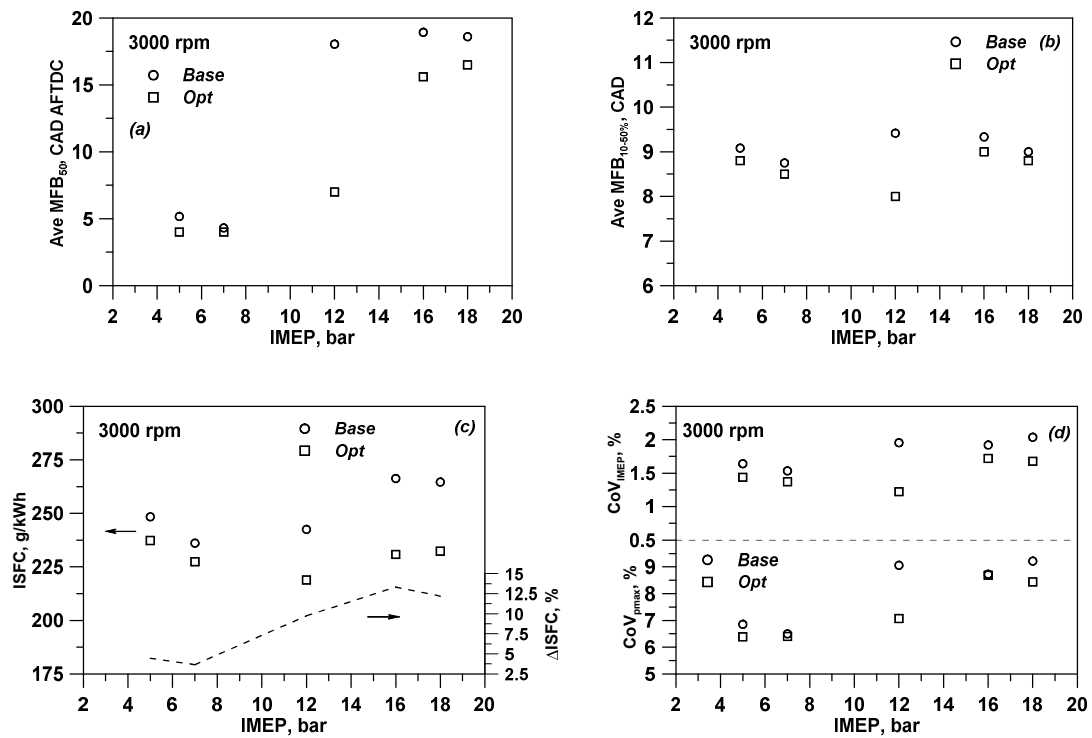 3000 rpm
Base
Opt
(a)
Ave MFB50, CAD AFTDC
20
15
10
5
0
2 4 6 8 10 12 14 16 18 20
IMEP, bar
3000 rpm
Base (b)
Opt
Ave MFB10-50%, CAD
12
11
10
9
8
7
6
2 4 6 8 10 12 14 16 18 20
IMEP, bar
3000 rpm
Base (c)
Opt
ISFC, g/kWh
300
275
250
225
200
175
15
12.5
10
7.5
5
2.5
ΔISFC, %
2 4 6 8 10 12 14 16 18 20
IMEP, bar
3000 rpm (d)
CoVIMEP, %
2.5
2
1.5
1
0.5
Base
Opt
CoVpmax, %
9
8
7
6
5
2 4 6 8 10 12 14 16 18 20
IMEP, bar